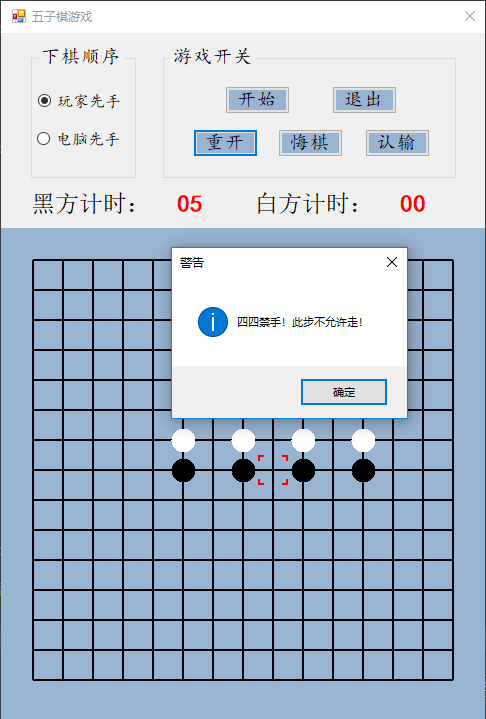 五子棋游戏
下棋顺序
玩家先手
电脑先手
游戏开关
开始 退出
重开 悔棋 认输
黑方计时： 05 白方计时： 00
警告
四四禁手！此步不允许走！
确定